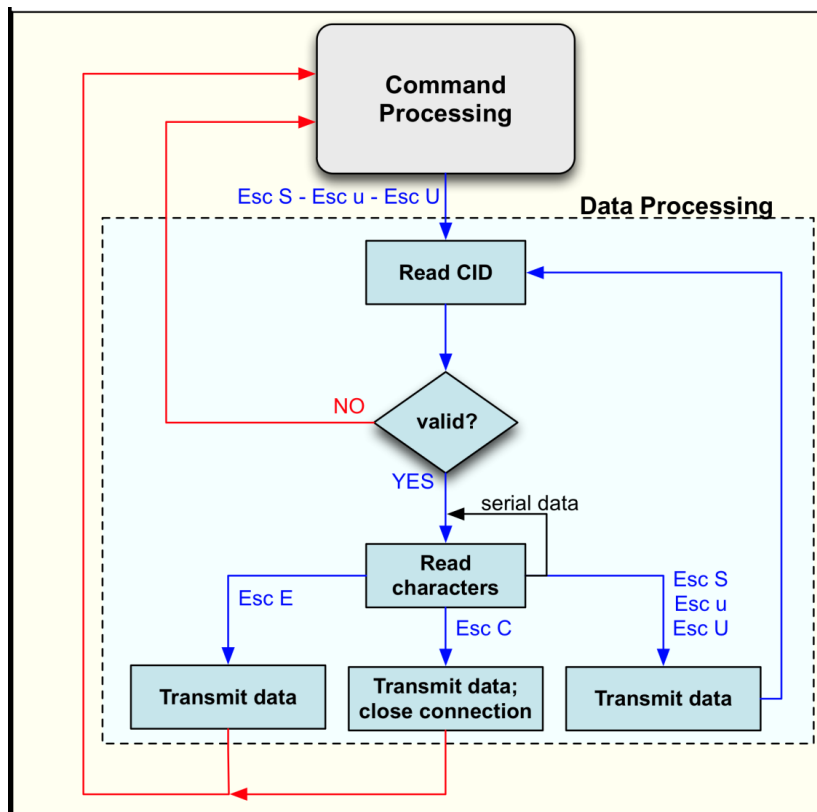 Command
Processing
Esc S - Esc u - Esc U
Data Processing
Read CID
NO
valid?
YES
serial data
Read
characters
Esc E
Esc C
Esc S
Esc u
Esc U
Transmit data
Transmit data;
close connection
Transmit data